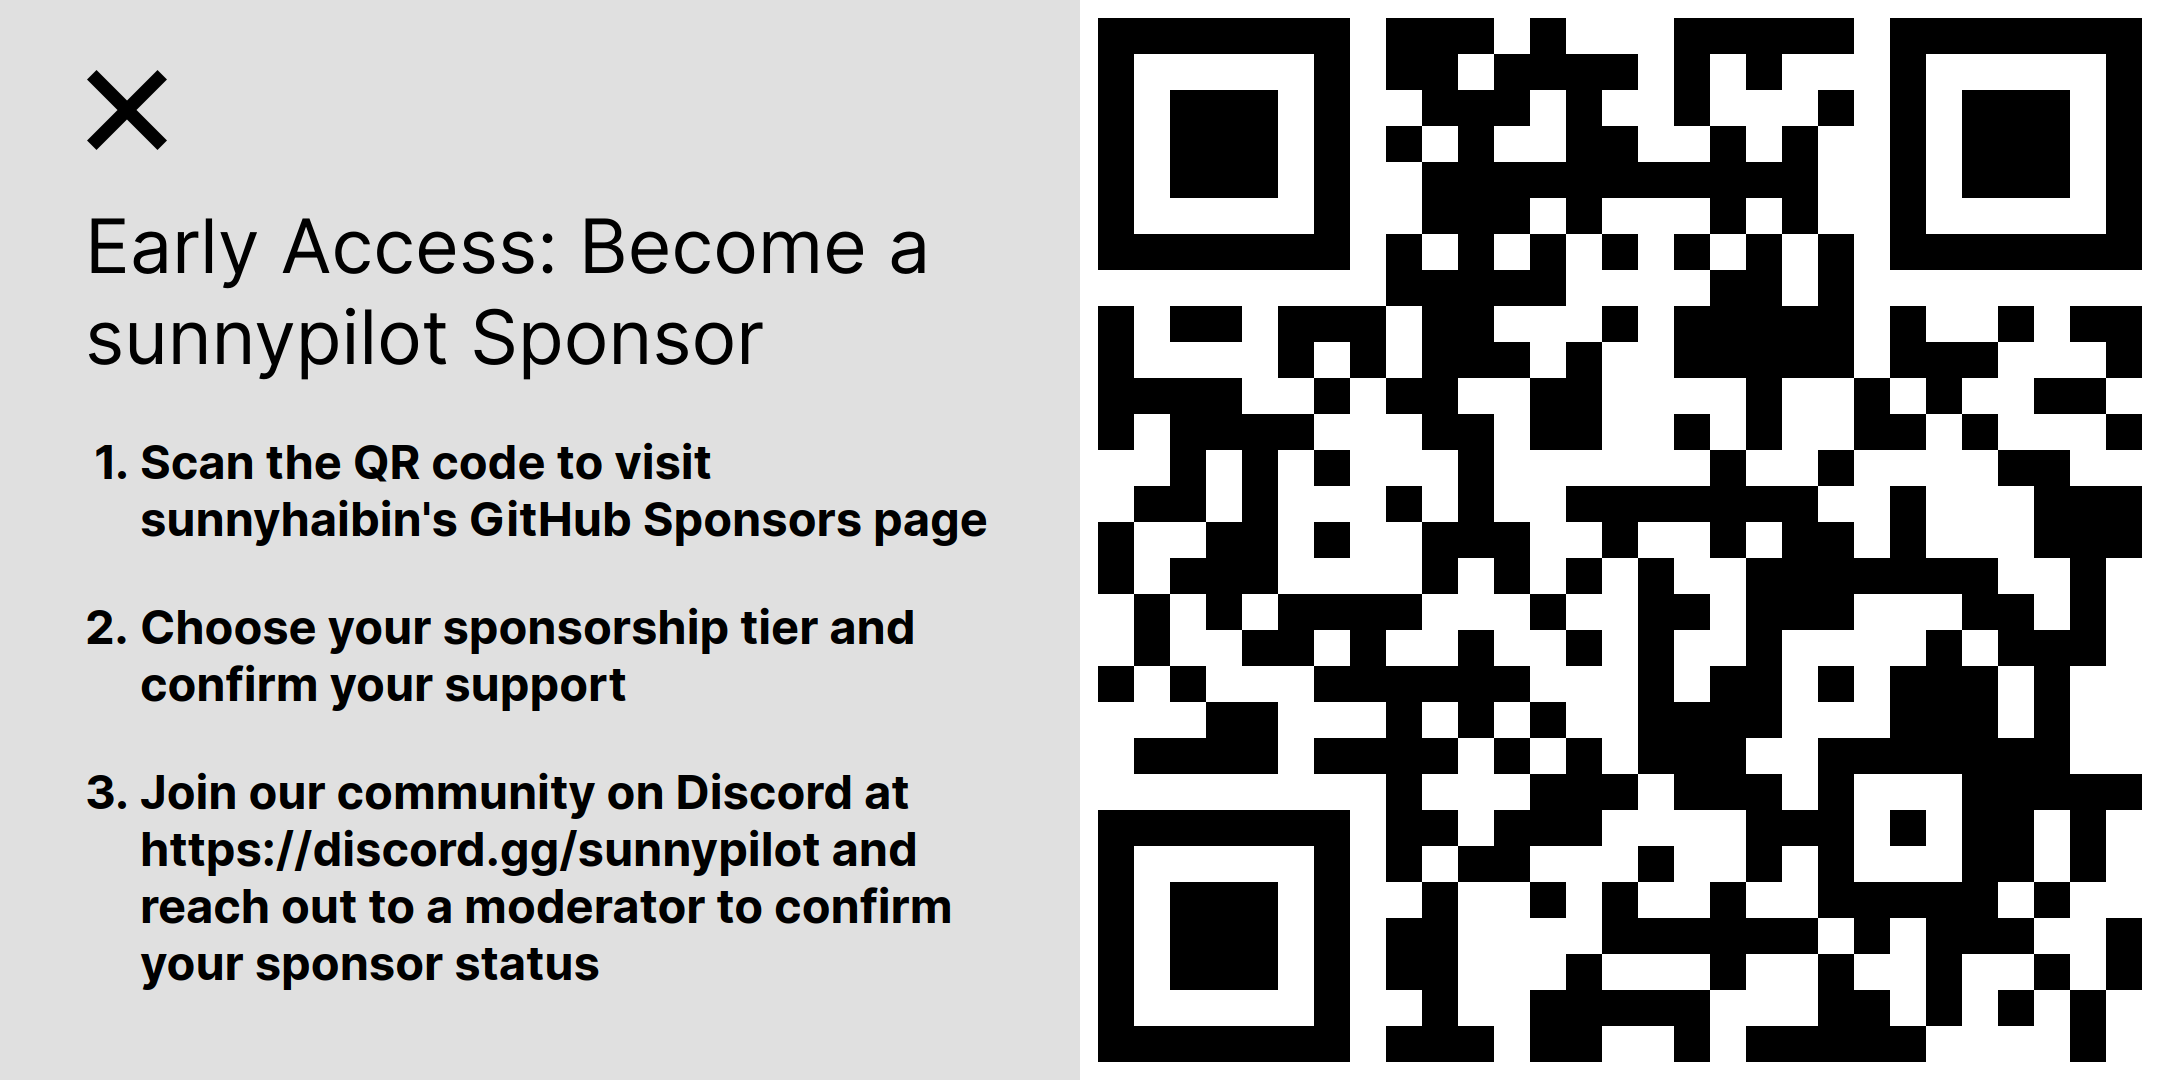 Early Access: Become a
sunnypilot Sponsor
1. Scan the QR code to visit
sunnyhaibin's GitHub Sponsors page
2. Choose your sponsorship tier and
confirm your support
3. Join our community on Discord at
https://discord.gg/sunnypilot and
reach out to a moderator to confirm
your sponsor status